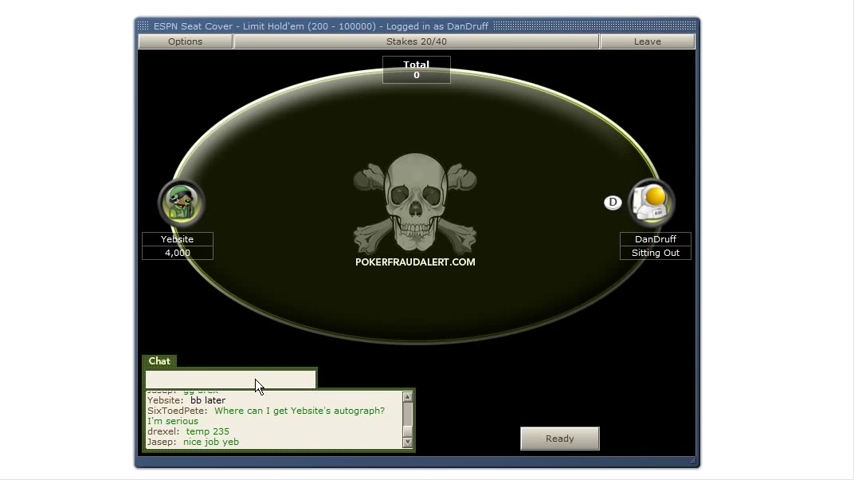 ESPN Seat Cover - Limit Hold'em (200 - 100000) - Logged in as DanDruff
Options
Stakes 20/40
Leave
Total
0
D
Yebsite
4,000
DanDruff
Sitting Out
POKERFRAUDALERT.COM
Chat
Yebsite: bb later
SixToedPete: Where can I get Yebsite's autograph?
I'm serious
drexel: temp 235
Jasep: nice job yeb
Ready